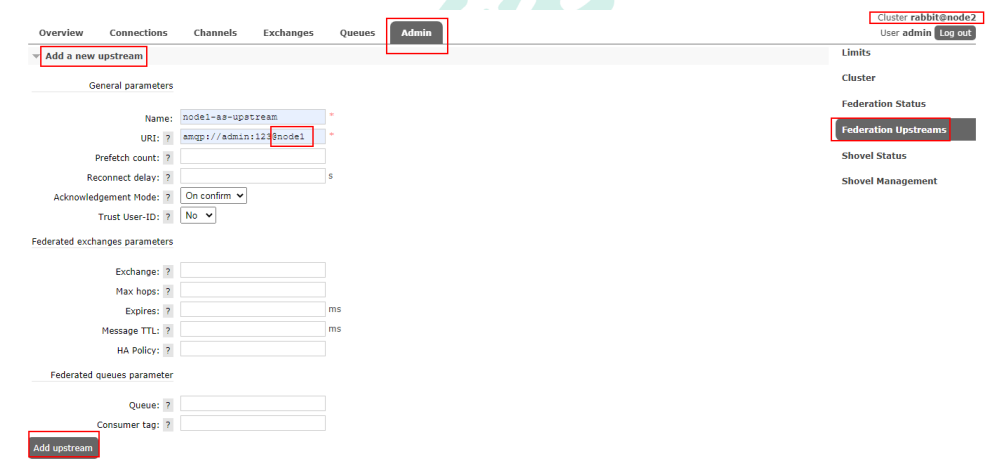 Cluster rabbit@node2
User admin Log out
Overview Connections Channels Exchanges Queues Admin
Add a new upstream
General parameters
Name: node1-as-upstream *
URI: ? amqp://admin:123@node1 *
Prefetch count: ?
Reconnect delay: ? s
Acknowledgement Mode: ? On confirm
Trust User-ID: ? No
Federated exchanges parameters
Exchange: ?
Max hops: ?
Expires: ? ms
Message TTL: ? ms
HA Policy: ?
Federated queues parameter
Queue: ?
Consumer tag: ?
Add upstream
Limits
Cluster
Federation Status
Federation Upstreams
Shovel Status
Shovel Management